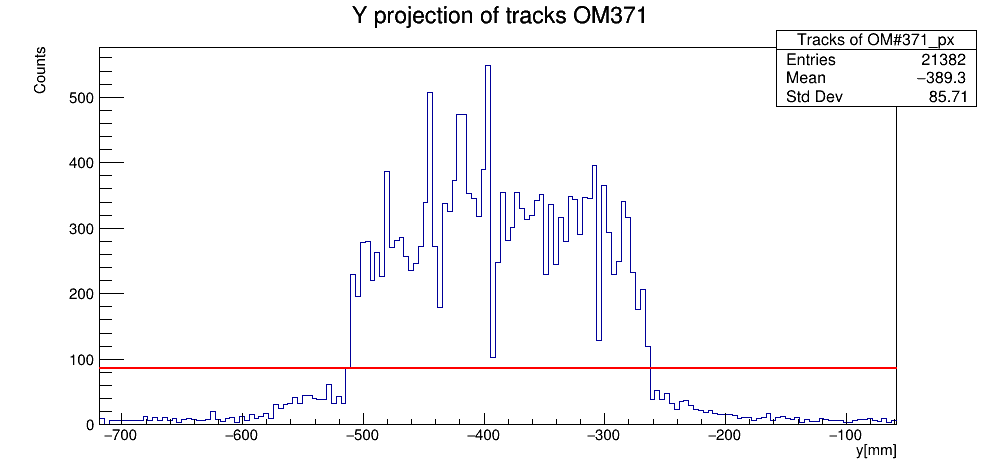 Y projection of tracks OM371
Counts
Tracks of OM#371_px
Entries 21382
Mean −389.3
Std Dev 85.71
500
400
300
200
100
0
−700 −600 −500 −400 −300 −200 −100
y[mm]